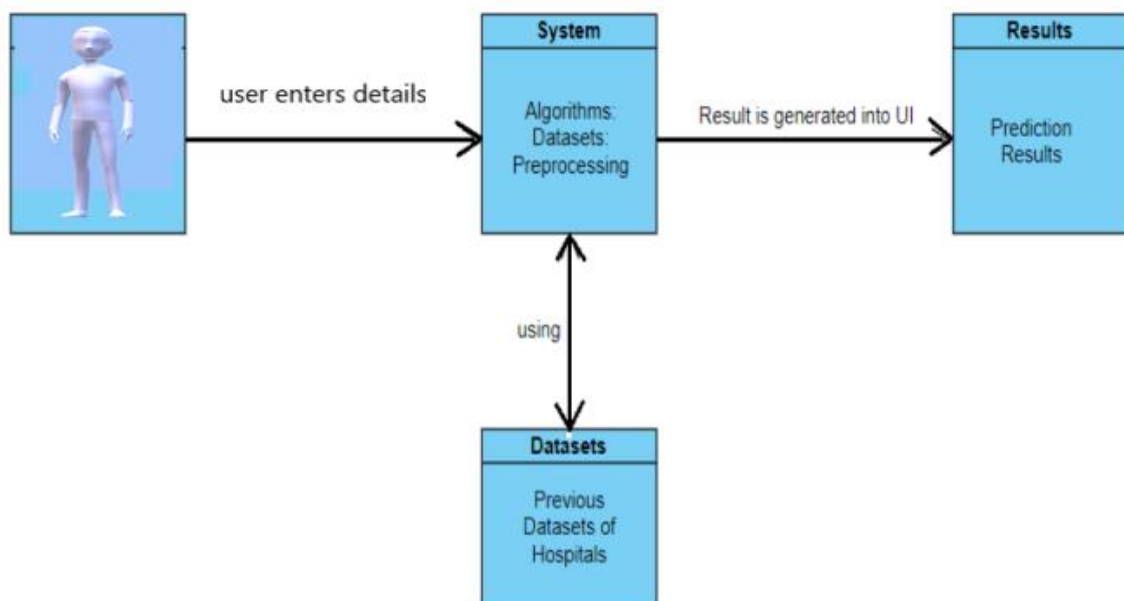 user enters details
System
Algorithms:
Datasets:
Preprocessing
Result is generated into UI
Results
Prediction
Results
using
Datasets
Previous
Datasets of
Hospitals